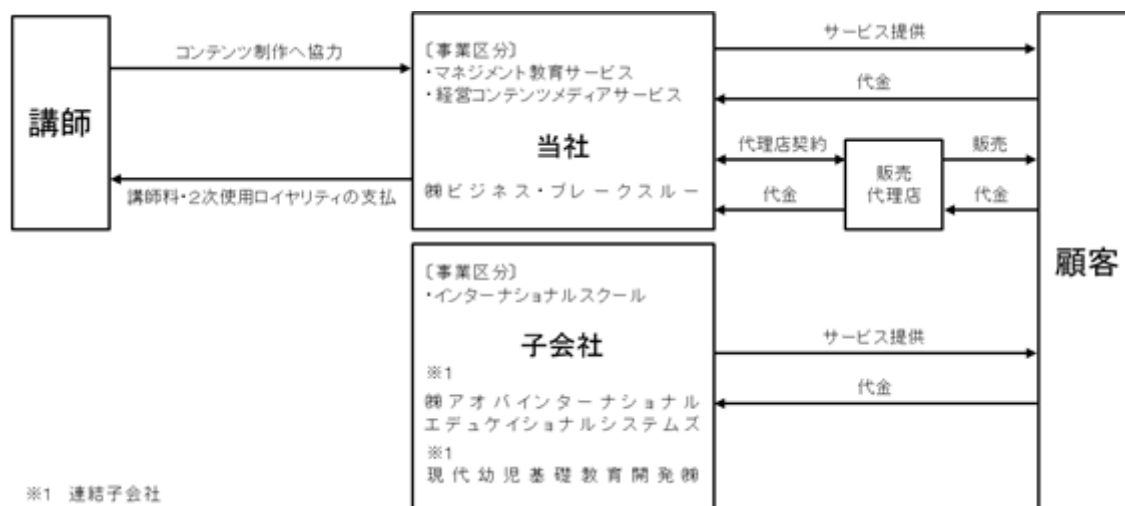 講師
コンテンツ制作へ協力
講師料・2次使用ロイヤリティの支払
〔事業区分〕
・マネジメント教育サービス
・経営コンテンツメディアサービス
当社
㈱ビジネス・ブレークスルー
サービス提供
代金
代理店契約
代金
販売
代理店
販売
代金
顧客
〔事業区分〕
・インターナショナルスクール
子会社
※1
㈱アオバインターナショナル
エデュケイショナルシステムズ
※1
現代幼児基礎教育開発㈱
サービス提供
代金
※1 連結子会社